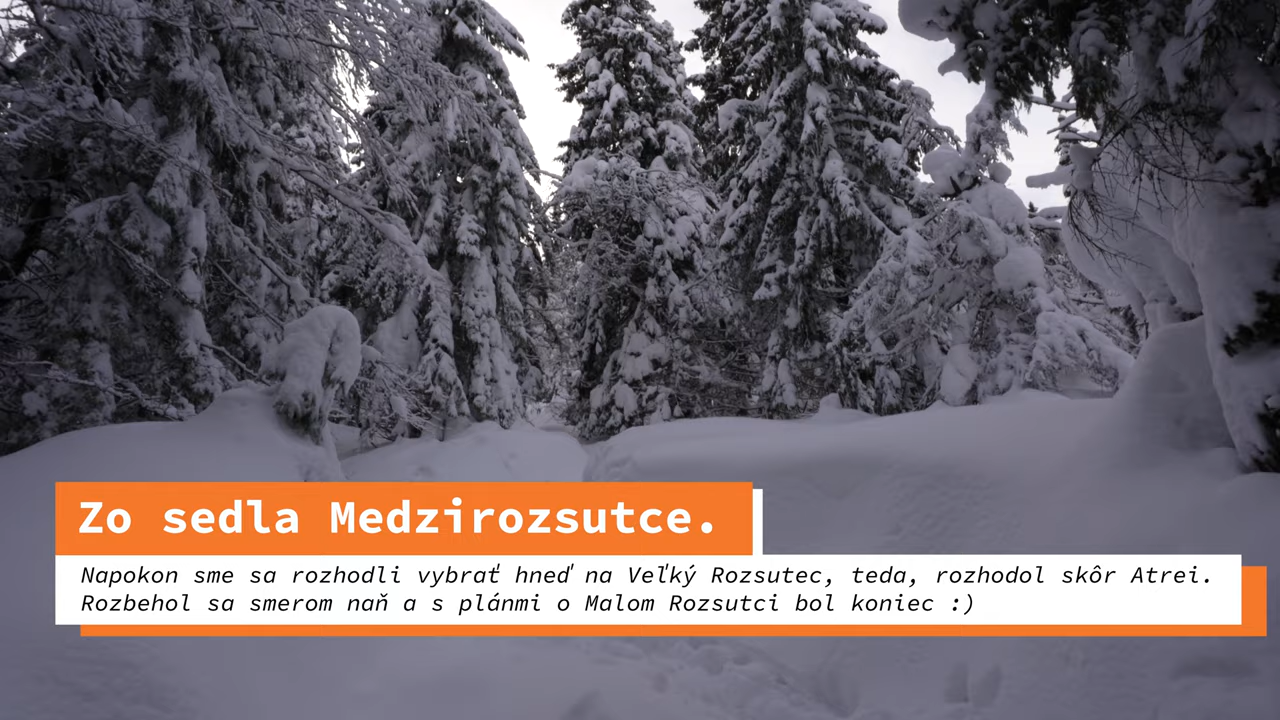 Zo sedla Medzirozsutce.
Napokon sme sa rozhodli vybrať hneď na Veľký Rozsutec, teda, rozhodol skôr Atrei.
Rozbehol sa smerom naň a s plánmi o Malom Rozsutci bol koniec :)